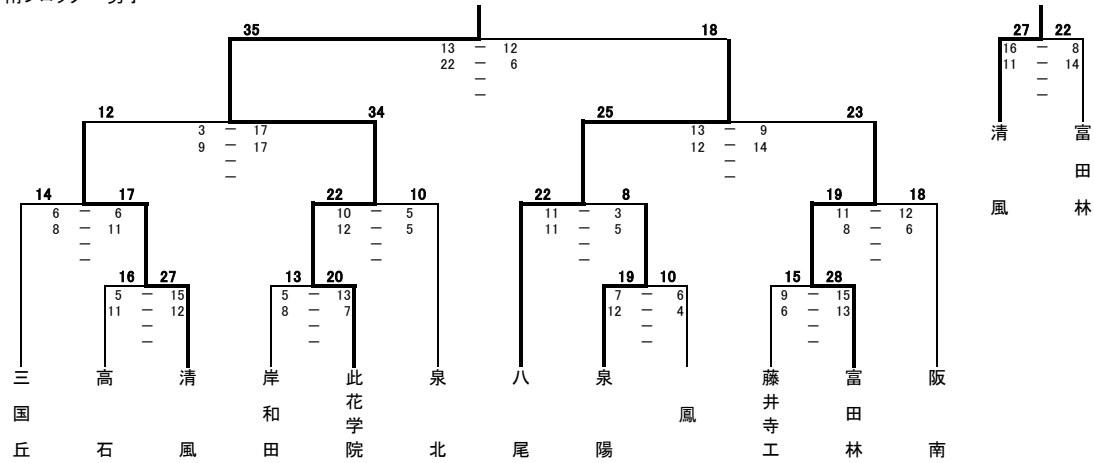 35 18 27 22
13 － 12 16 － 8
22 － 6 11 － 14
－ －
－ －
12 34 25 23
3 － 17 13 － 9
9 － 17 12 － 14
－ －
－ －
清風 富田林
14 17 22 10 22 8 19 18
6 － 6 10 － 5 11 － 3 11 － 12
8 － 11 12 － 5 11 － 5 8 － 6
－ － － －
－ － － －
16 27 13 20 19 10 15 28
5 － 15 5 － 13 7 － 6 9 － 15
11 － 12 8 － 7 12 － 4 6 － 13
－ － － －
－ － － －
三国丘 高石 清風 岸和田 此花学院 泉北 八尾 泉陽 鳳 藤井寺工 富田林 阪南